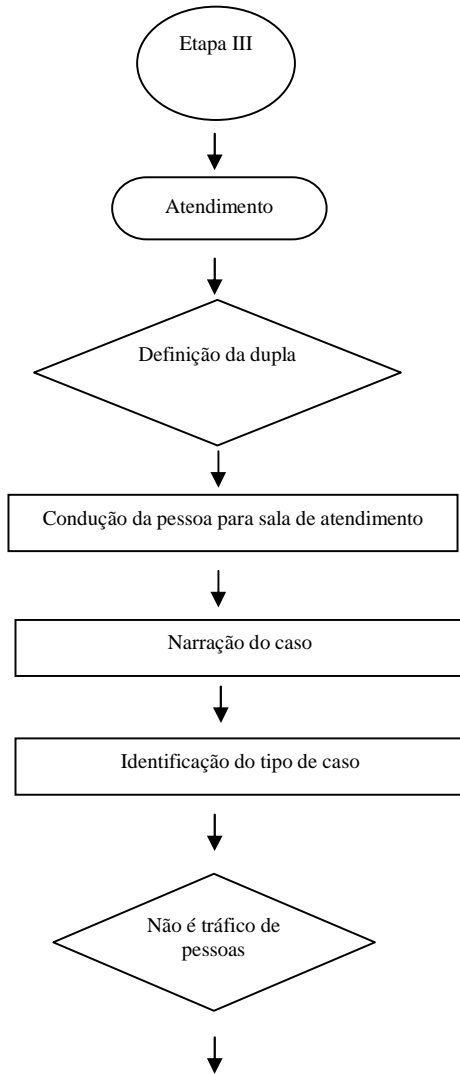 Etapa III
Atendimento
Definição da dupla
Condução da pessoa para sala de atendimento
Narração do caso
Identificação do tipo de caso
Não é tráfico de
pessoas